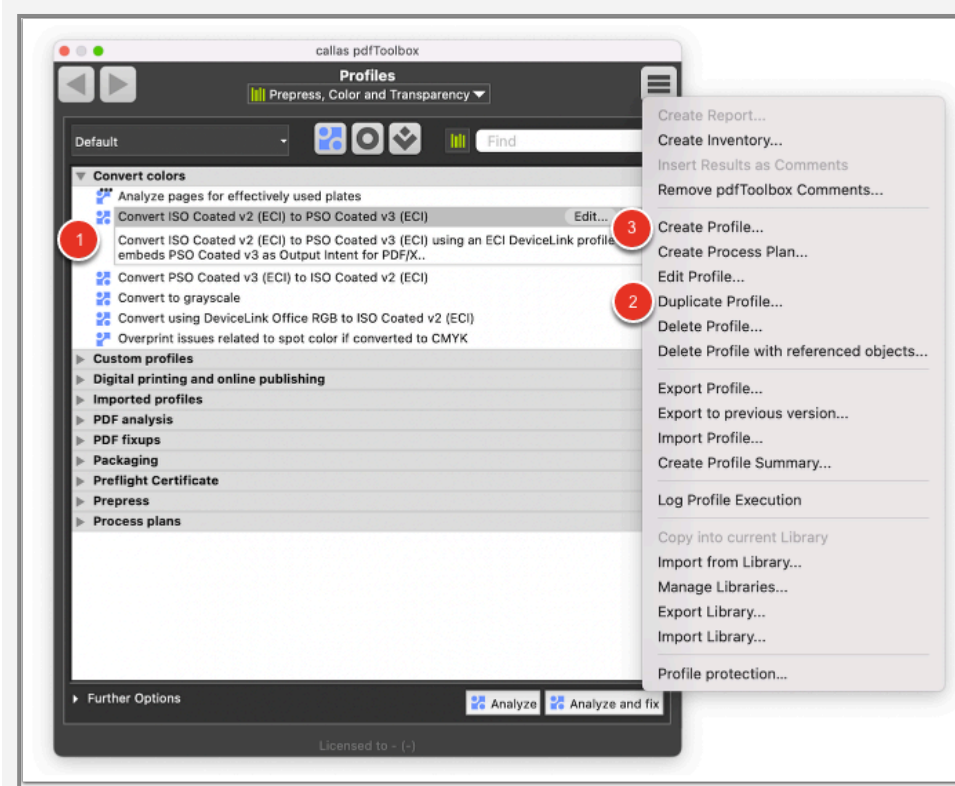 callas pdfToolbox
Profiles
Prepress, Color and Transparency
Default
Find
Convert colors
Analyze pages for effectively used plates
Convert ISO Coated v2 (ECI) to PSO Coated v3 (ECI)
Edit...
1
Convert ISO Coated v2 (ECI) to PSO Coated v3 (ECI) using an ECI DeviceLink profile
embeds PSO Coated v3 as Output Intent for PDF/X..
Convert PSO Coated v3 (ECI) to ISO Coated v2 (ECI)
Convert to grayscale
Convert using DeviceLink Office RGB to ISO Coated v2 (ECI)
Overprint issues related to spot color if converted to CMYK
Custom profiles
Digital printing and online publishing
Imported profiles
PDF analysis
PDF fixups
Packaging
Preflight Certificate
Prepress
Process plans
Further Options
Analyze
Analyze and fix
Licensed to - (-)
Create Report...
Create Inventory...
Insert Results as Comments
Remove pdfToolbox Comments...
3
Create Profile...
Create Process Plan...
Edit Profile...
2
Duplicate Profile...
Delete Profile...
Delete Profile with referenced objects...
Export Profile...
Export to previous version...
Import Profile...
Create Profile Summary...
Log Profile Execution
Copy into current Library
Import from Library...
Manage Libraries...
Export Library...
Import Library...
Profile protection...